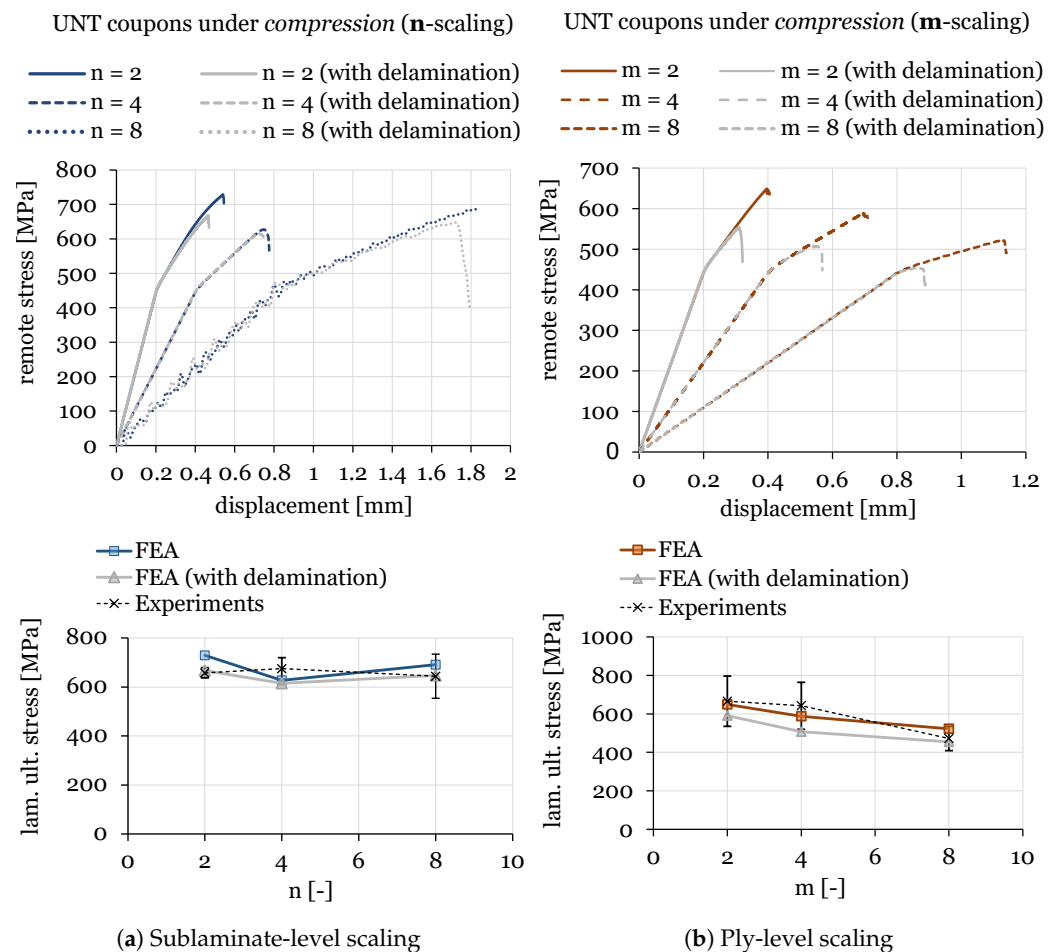 UNT coupons under compression (n-scaling)
n = 2
n = 2 (with delamination)
n = 4
n = 4 (with delamination)
n = 8
n = 8 (with delamination)
remote stress [MPa]
800
700
600
500
400
300
200
100
0
0 0.2 0.4 0.6 0.8 1 1.2 1.4 1.6 1.8 2
displacement [mm]
FEA
FEA (with delamination)
Experiments
lam. ult. stress [MPa]
800
600
400
200
0
0 2 4 6 8 10
n [-]
(a) Sublaminate-level scaling
UNT coupons under compression (m-scaling)
m = 2
m = 2 (with delamination)
m = 4
m = 4 (with delamination)
m = 8
m = 8 (with delamination)
remote stress [MPa]
700
600
500
400
300
200
100
0
0 0.2 0.4 0.6 0.8 1 1.2
displacement [mm]
FEA
FEA (with delamination)
Experiments
lam. ult. stress [MPa]
1000
800
600
400
200
0
0 2 4 6 8 10
m [-]
(b) Ply-level scaling